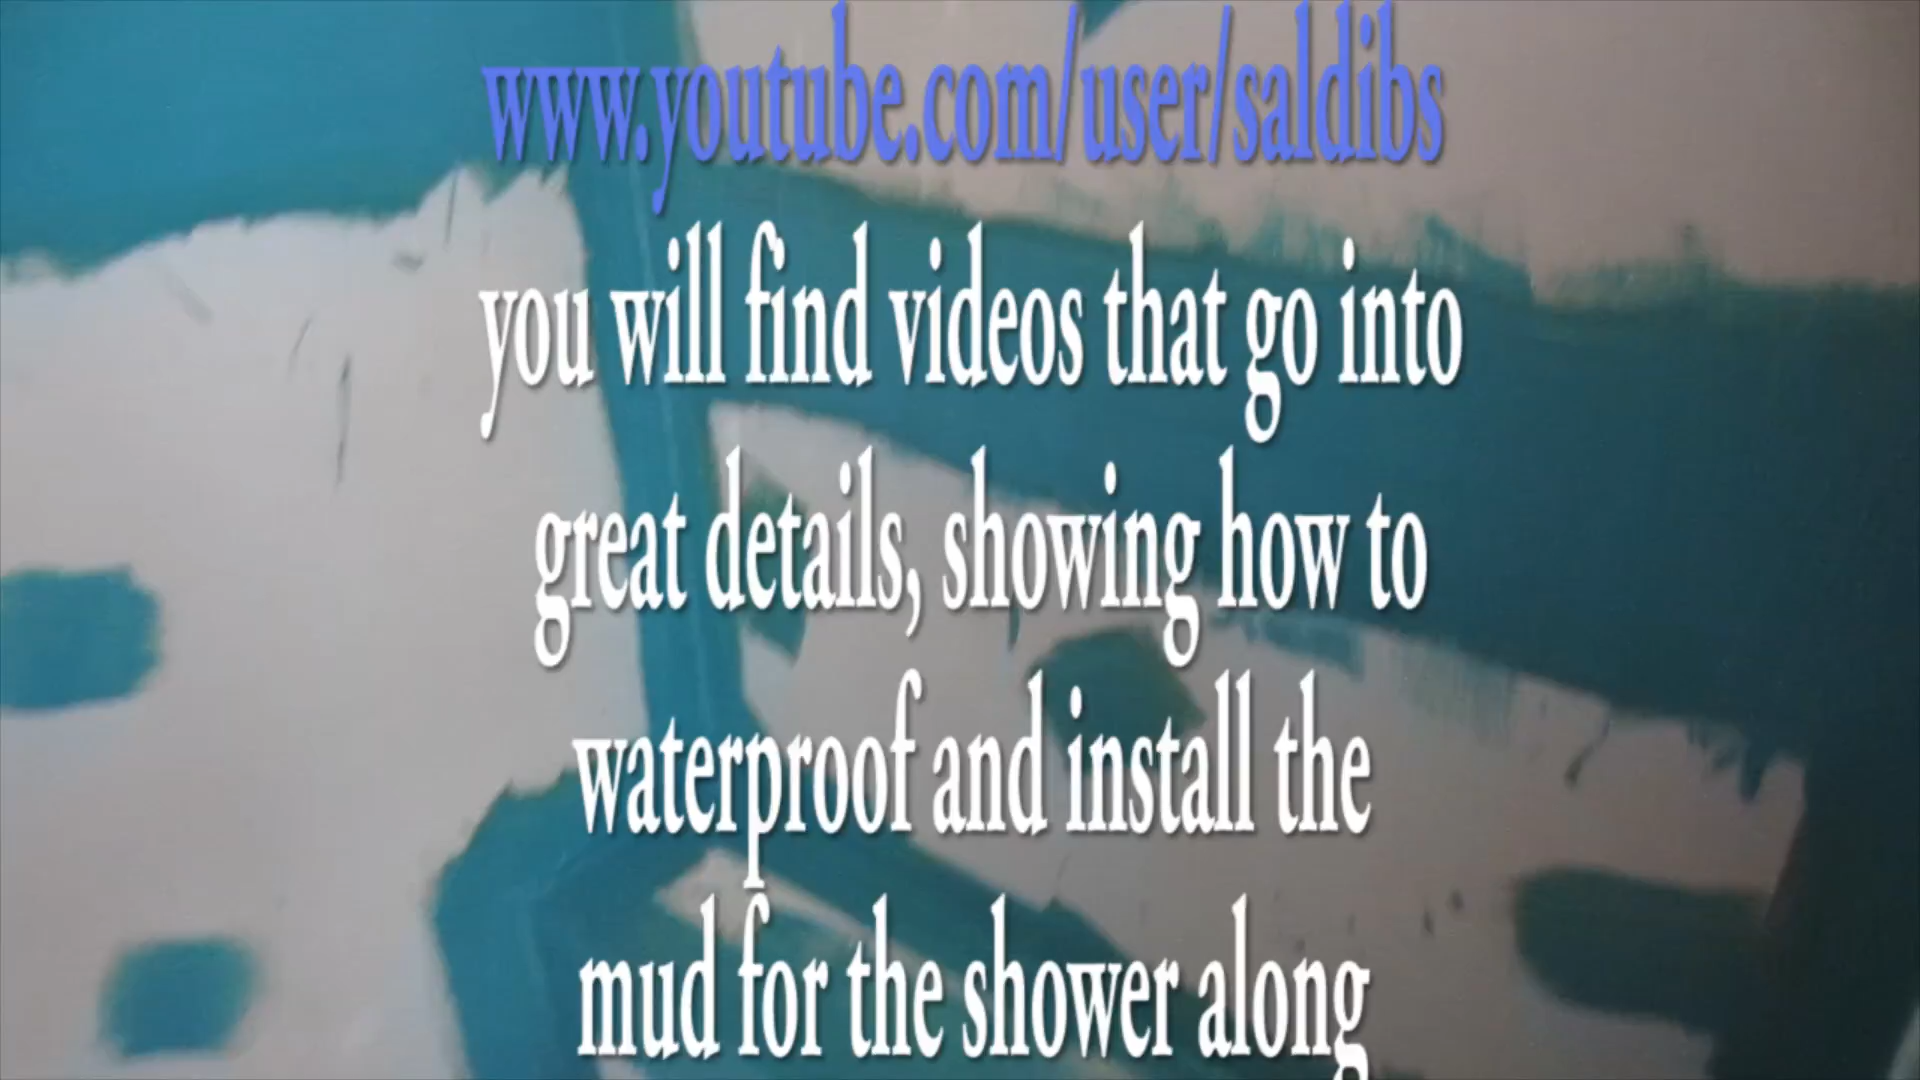 www.youtube.com/user/saldibs
you will find videos that go into
great details, showing how to
waterproof and install the
mud for the shower along